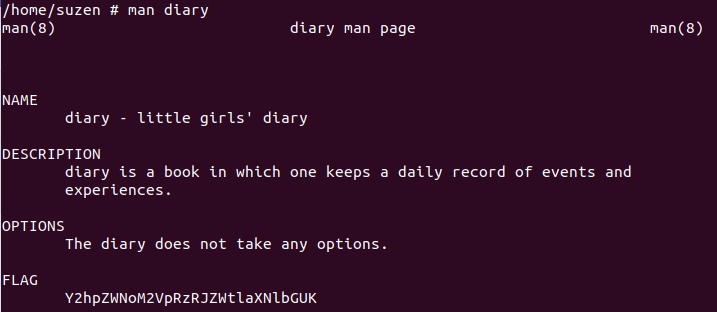 /home/suzen # man diary
man(8) diary man page man(8)
NAME
diary - little girls' diary
DESCRIPTION
diary is a book in which one keeps a daily record of events and
experiences.
OPTIONS
The diary does not take any options.
FLAG
Y2hpZWNoM2VpRzRJZWtlaXNlbGUK